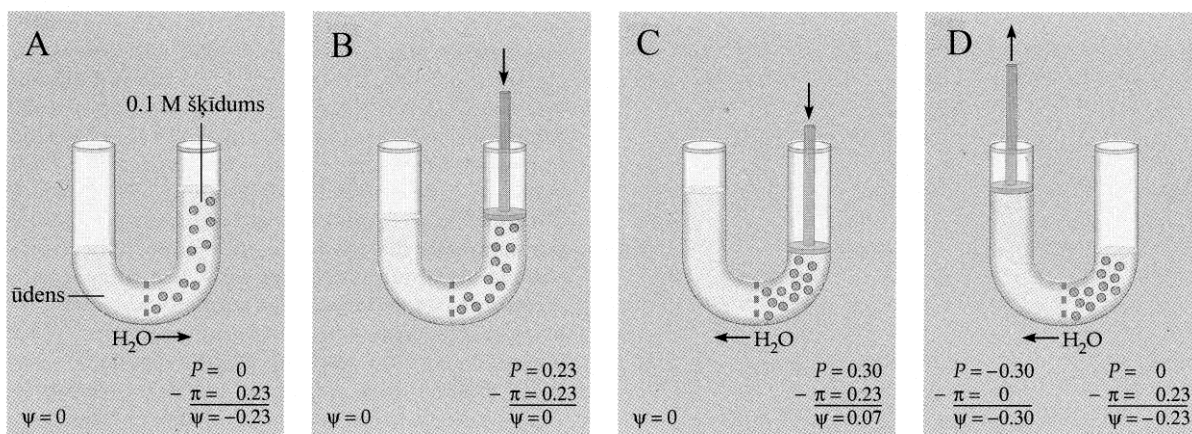 A
0.1 M šķīdums
ūdens
H₂O
P = 0
- π = 0.23
ψ = 0
ψ = -0.23
B
P = 0.23
- π = 0.23
ψ = 0
ψ = 0
C
H₂O
P = 0.30
- π = 0.23
ψ = 0
ψ = 0.07
D
H₂O
P = -0.30
- π = 0
ψ = -0.30
P = 0
- π = 0.23
ψ = -0.23